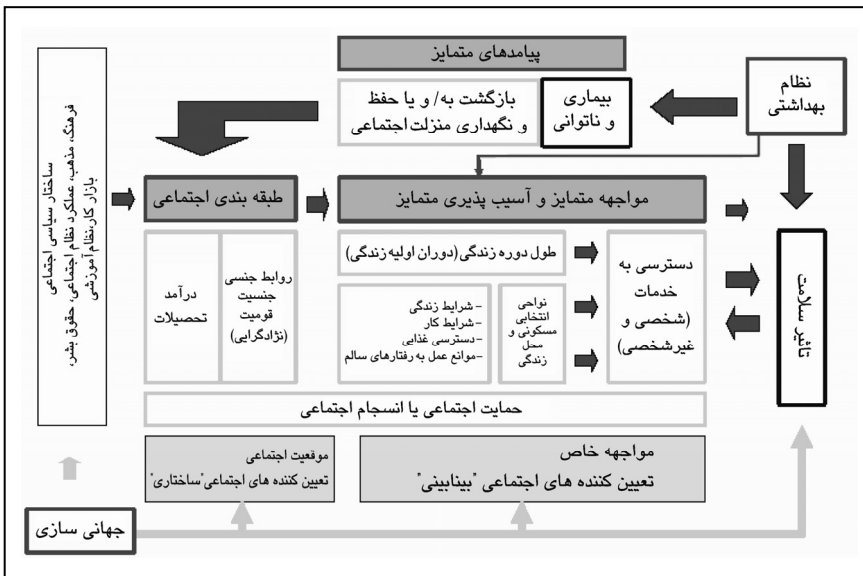 پیامدهای متمایز
نظام
بهداشتی
بیماری
و ناتوانی
بازگشت به/ و یا حفظ
و نگهداری منزلت اجتماعی
ساختار سیاسی اجتماعی
فرهنگ، مذهب، عملکرد نظام اجتماعی، حقوق بشر،
بازار کار،نظام آموزشی
طبقه بندی اجتماعی
مواجهه متمایز و آسیب پذیری متمایز
روابط جنسی
جنسیت
قومیت
(نژادگرایی)
درآمد
تحصیلات
طول دوره زندگی(دوران اولیه زندگی)
-شرایط زندگی
-شرایط کار
-دسترسی غذایی
-موانع عمل به رفتارهای سالم
نواحی
انتخابی
مسکونی و
محل
زندگی
دسترسی به
خدمات
(شخصی و
غیرشخصی)
تاثیر سلامت
حمایت اجتماعی یا انسجام اجتماعی
موقعیت اجتماعی
تعیین کننده های اجتماعی"ساختاری"
مواجهه خاص
تعیین کننده های اجتماعی "بینابینی"
جهانی سازی